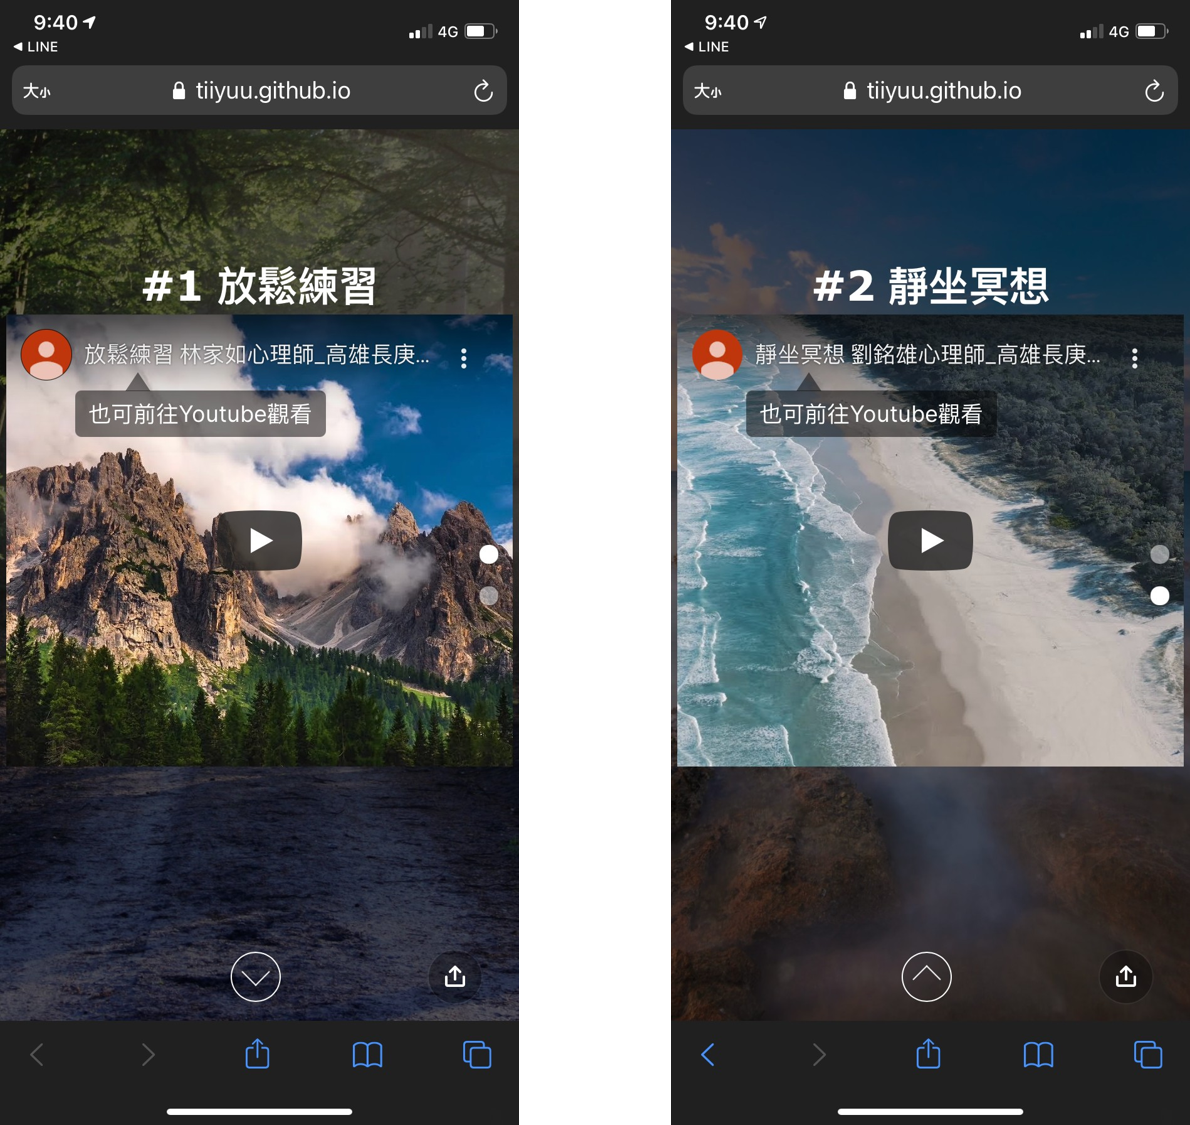 9:40
4G
LINE
大小
tiiyuu.github.io
#1 放鬆練習
放鬆練習 林家如心理師_高雄長庚...
也可前往Youtube觀看
9:40
4G
LINE
大小
tiiyuu.github.io
#2 靜坐冥想
靜坐冥想 劉銘雄心理師_高雄長庚...
也可前往Youtube觀看